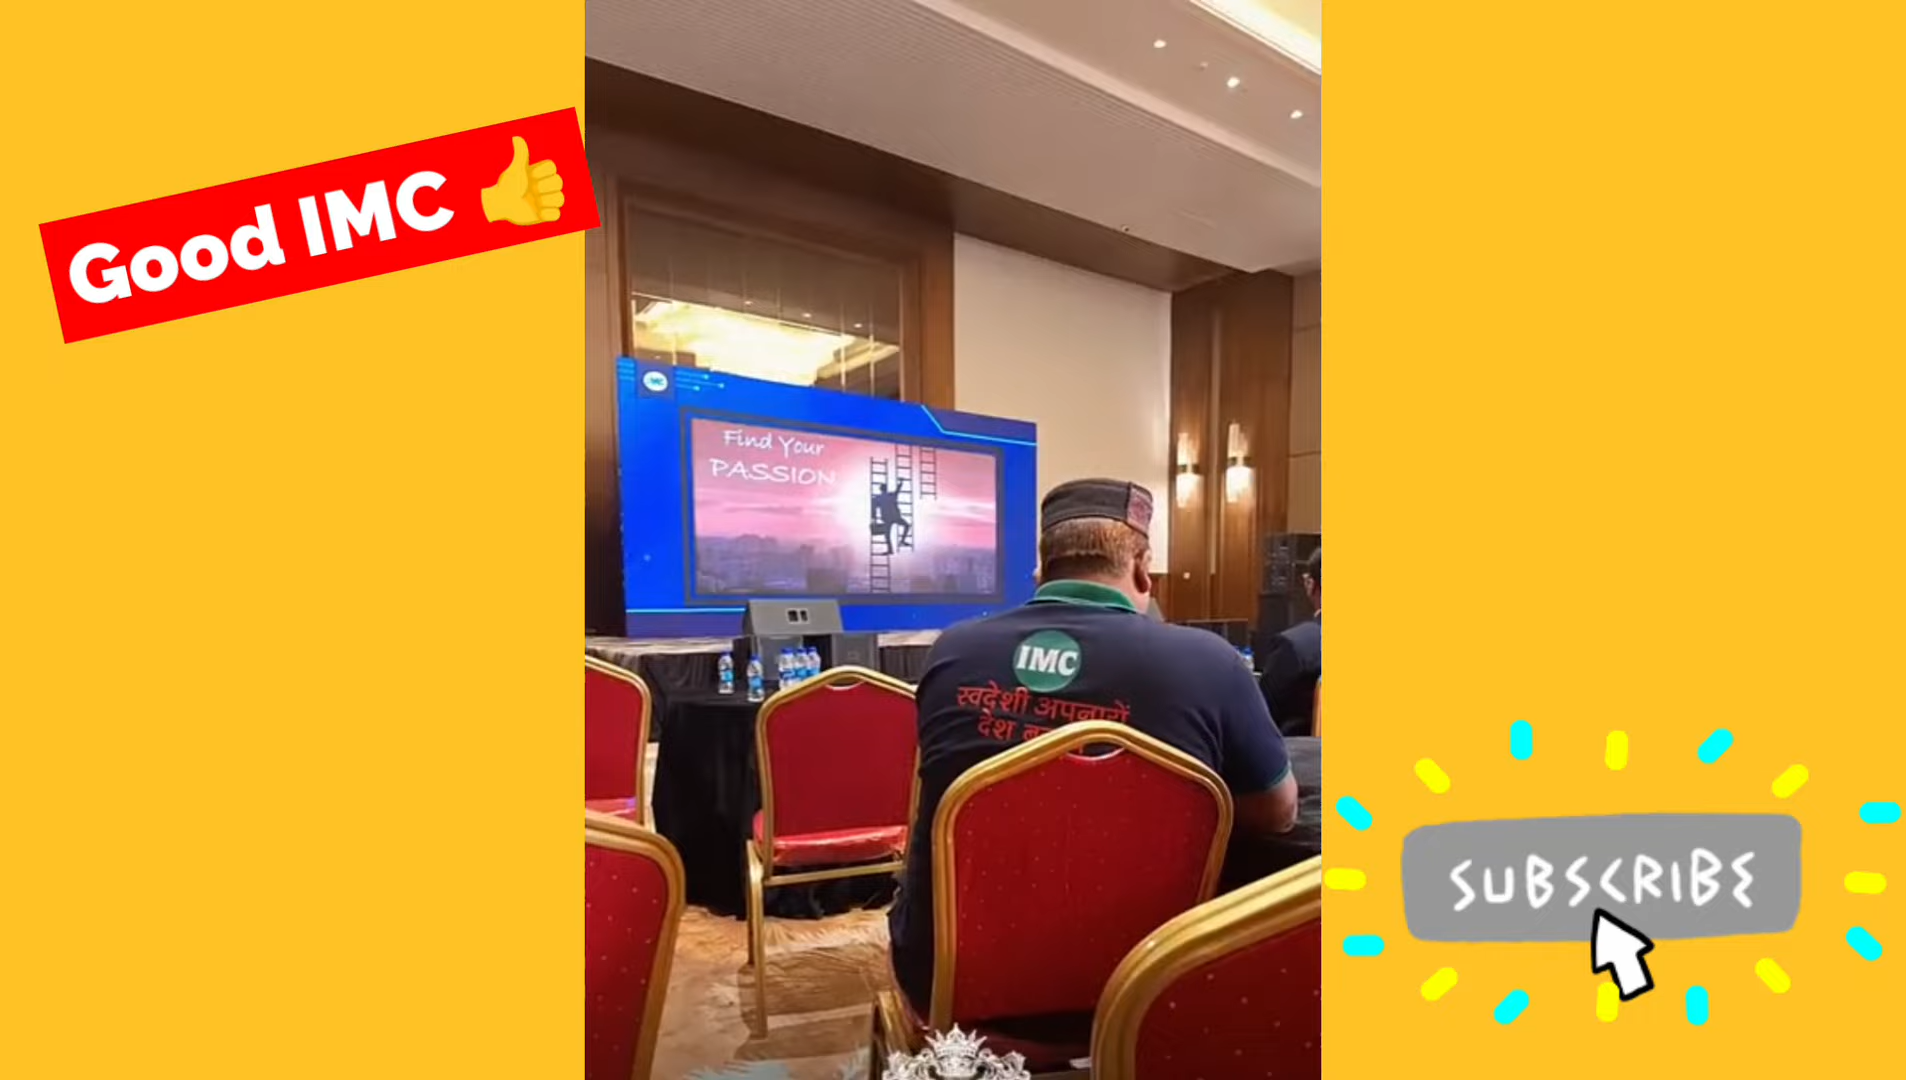 Good IMC 👍
Find Your
PASSION
IMC
स्वदेशी अपनायें
देश
SUBSCRIBE